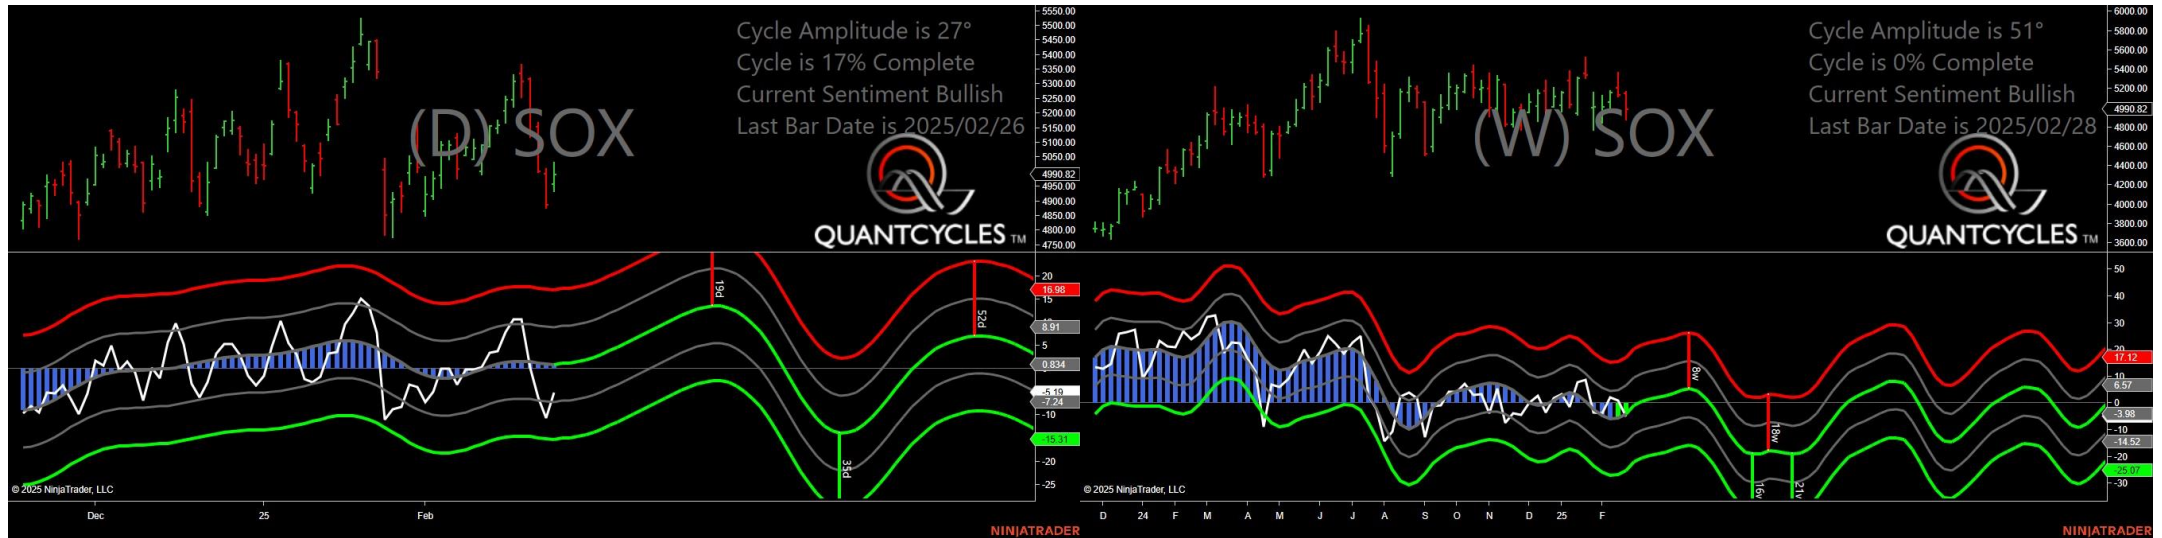 Cycle Amplitude is 27°
Cycle is 17% Complete
Current Sentiment Bullish
Last Bar Date is 2025/02/26
(D) SOX
QUANTCYCLES TM
5550.00
5500.00
5450.00
5400.00
5350.00
5300.00
5250.00
5200.00
5150.00
5100.00
5050.00
4990.82
4950.00
4900.00
4850.00
4800.00
4750.00
19d
35d
52d
20
16.98
15
8.91
5
0.834
-5.19
-7.24
-10
-15.31
-20
-25
© 2025 NinjaTrader, LLC
Dec
25
Feb
NINJATRADER
Cycle Amplitude is 51°
Cycle is 0% Complete
Current Sentiment Bullish
Last Bar Date is 2025/02/28
(W) SOX
QUANTCYCLES TM
6000.00
5800.00
5600.00
5400.00
5200.00
4990.82
4800.00
4600.00
4400.00
4200.00
4000.00
3800.00
3600.00
8w
18w
50
40
30
20
17.12
10
6.57
0
-3.98
-10
-14.52
-20
-25.07
-30
© 2025 NinjaTrader, LLC
D
24
F
M
A
M
J
J
A
S
O
N
D
25
F
NINJATRADER